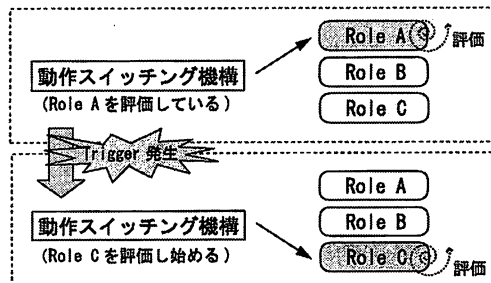 Role A
評価
動作スイッチング機構
Role B
(Role Aを評価している)
Role C
Trigger 発生
Role A
動作スイッチング機構
Role B
(Role Cを評価し始める)
Role C
評価